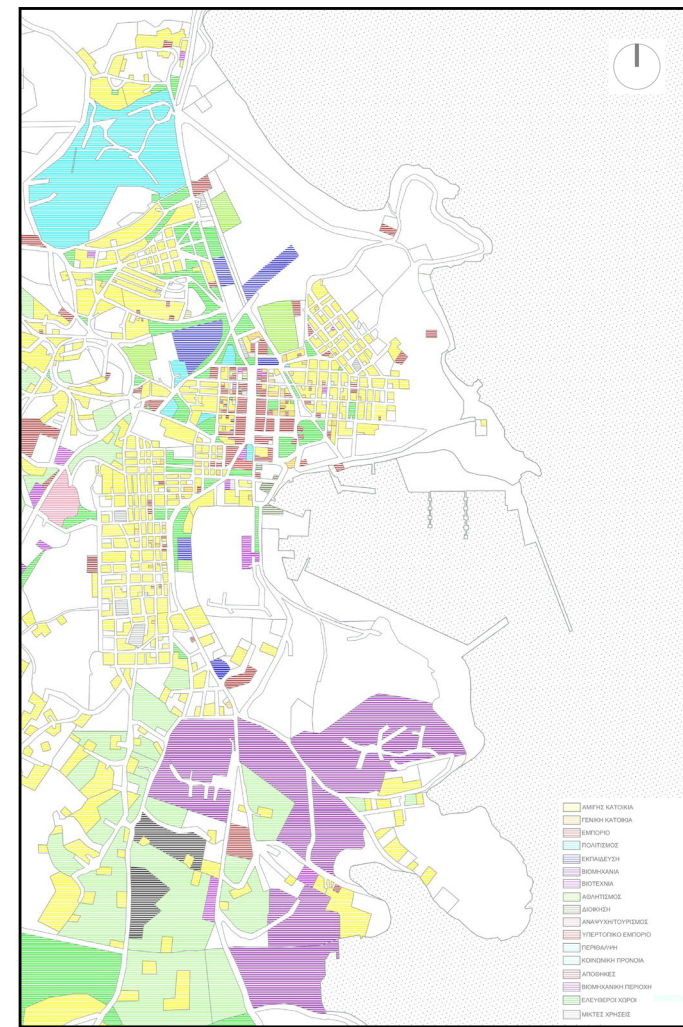 ΑΜΙΓΗΣ ΚΑΤΟΙΚΙΑ
ΓΕΝΙΚΗ ΚΑΤΟΙΚΙΑ
ΕΜΠΟΡΙΟ
ΠΟΛΙΤΙΣΜΟΣ
ΕΚΠΑΙΔΕΥΣΗ
ΒΙΟΜΗΧΑΝΙΑ
ΒΙΟΤΕΧΝΙΑ
ΑΘΛΗΤΙΣΜΟΣ
ΔΙΟΙΚΗΣΗ
ΑΝΑΨΥΧΗ/ΤΟΥΡΙΣΜΟΣ
ΥΠΕΡΤΟΠΙΚΟ ΕΜΠΟΡΙΟ
ΠΕΡΙΘΑΛΨΗ
ΚΟΙΝΩΝΙΚΗ ΠΡΟΝΟΙΑ
ΑΠΟΘΗΚΕΣ
ΒΙΟΜΗΧΑΝΙΚΗ ΠΕΡΙΟΧΗ
ΕΛΕΥΘΕΡΟΙ ΧΩΡΟΙ
ΜΙΚΤΕΣ ΧΡΗΣΕΙΣ